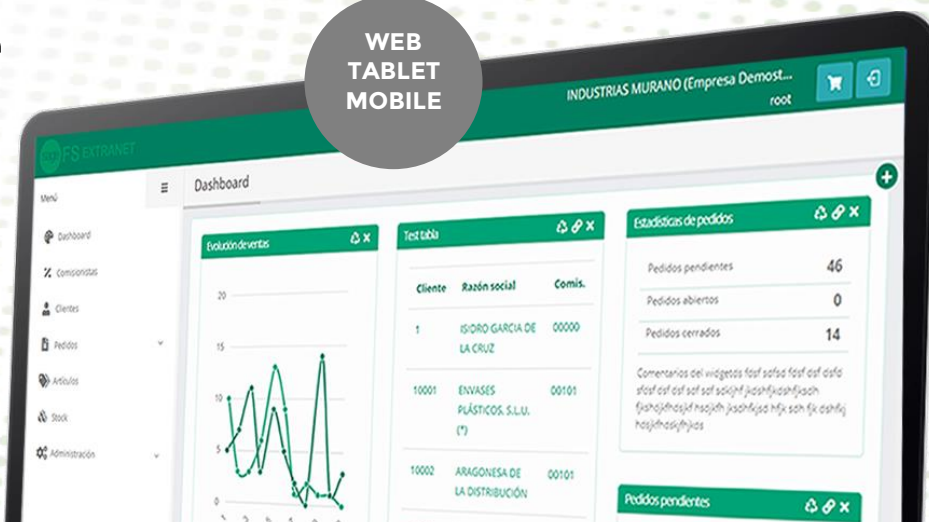 WEB
TABLET
MOBILE
INDUSTRIAS MURANO (Empresa Demost...
root
sage FS EXTRANET
Menú
Dashboard
Dashboard
Comisionistas
Clientes
Pedidos
Artículos
Stock
Administración
Evolución de ventas
20
15
10
5
0
Test tabla
Cliente Razón social Comis.
1 ISIDRO GARCIA DE 00000
LA CRUZ
10001 ENVASES 00101
PLÁSTICOS, S.L.U.
(*)
10002 ARAGONESA DE 00101
LA DISTRIBUCIÓN
Estadísticas de pedidos
Pedidos pendientes 46
Pedidos abiertos 0
Pedidos cerrados 14
Comentarios del widgetds
Pedidos pendientes